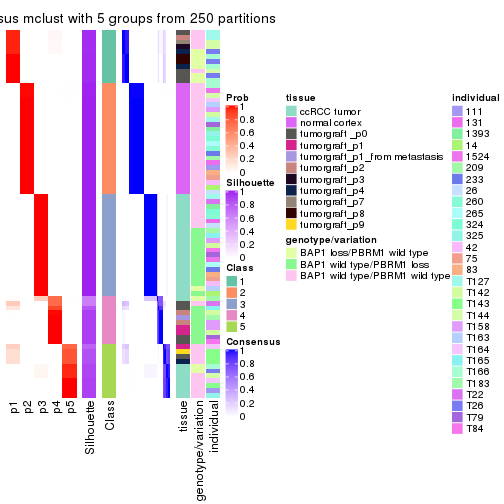 sus mclust with 5 groups from 250 partitions
Prob
1
0.8
0.6
0.4
0.2
0
Silhouette
1
0.8
0.6
0.4
0.2
0
Class
1
2
3
4
5
Consensus
1
0.8
0.6
0.4
0.2
0
tissue
ccRCC tumor
normal cortex
tumorgraft_p0
tumorgraft_p1
tumorgraft_p1_from metastasis
tumorgraft_p2
tumorgraft_p3
tumorgraft_p4
tumorgraft_p7
tumorgraft_p8
tumorgraft_p9
genotype/variation
BAP1 loss/PBRM1 wild type
BAP1 wild type/PBRM1 loss
BAP1 wild type/PBRM1 wild type
individual
111
131
1393
14
1524
209
233
26
260
265
324
325
42
75
83
T127
T142
T143
T144
T158
T163
T164
T165
T166
T183
T22
T26
T79
T84
p1
p2
p3
p4
p5
Silhouette
Class
tissue
genotype/variation
individual